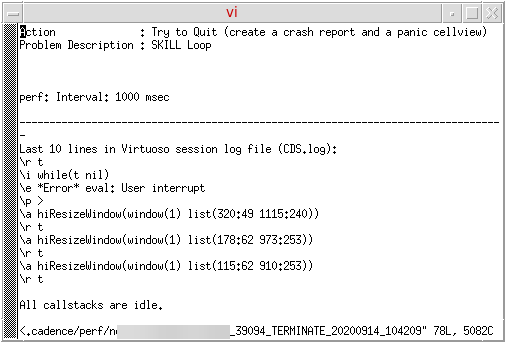 vi
Action              : Try to Quit (create a crash report and a panic cellview)
Problem Description : SKILL Loop
perf: Interval: 1000 msec
--------------------------------------------------------------------------------
-
Last 10 lines in Virtuoso session log file (CDS.log):
\r t
\i while(t nil)
\e *Error* eval: User interrupt
\p >
\a hiResizeWindow(window(1) list(320:49 1115:240))
\r t
\a hiResizeWindow(window(1) list(178:62 973:253))
\r t
\a hiResizeWindow(window(1) list(115:62 910:253))
\r t
All callstacks are idle.
<.cadence/perf/ _39094_TERMINATE_20200914_104209" 78L, 5082C